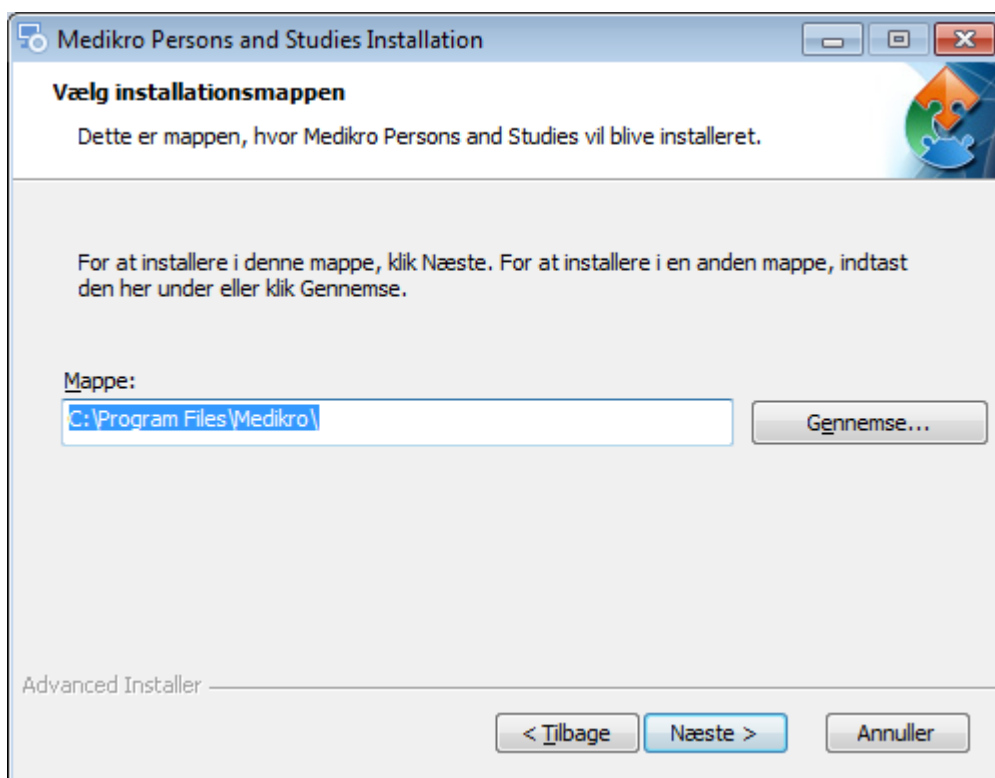 Medikro Persons and Studies Installation
Vælg installationsmappen
Dette er mappen, hvor Medikro Persons and Studies vil blive installeret.
For at installere i denne mappe, klik Næste. For at installere i en anden mappe, indtast
den her under eller klik Gennemse.
Mappe:
C:\Program Files\Medikro\
Gennemse...
Advanced Installer
< Tilbage
Næste >
Annuller